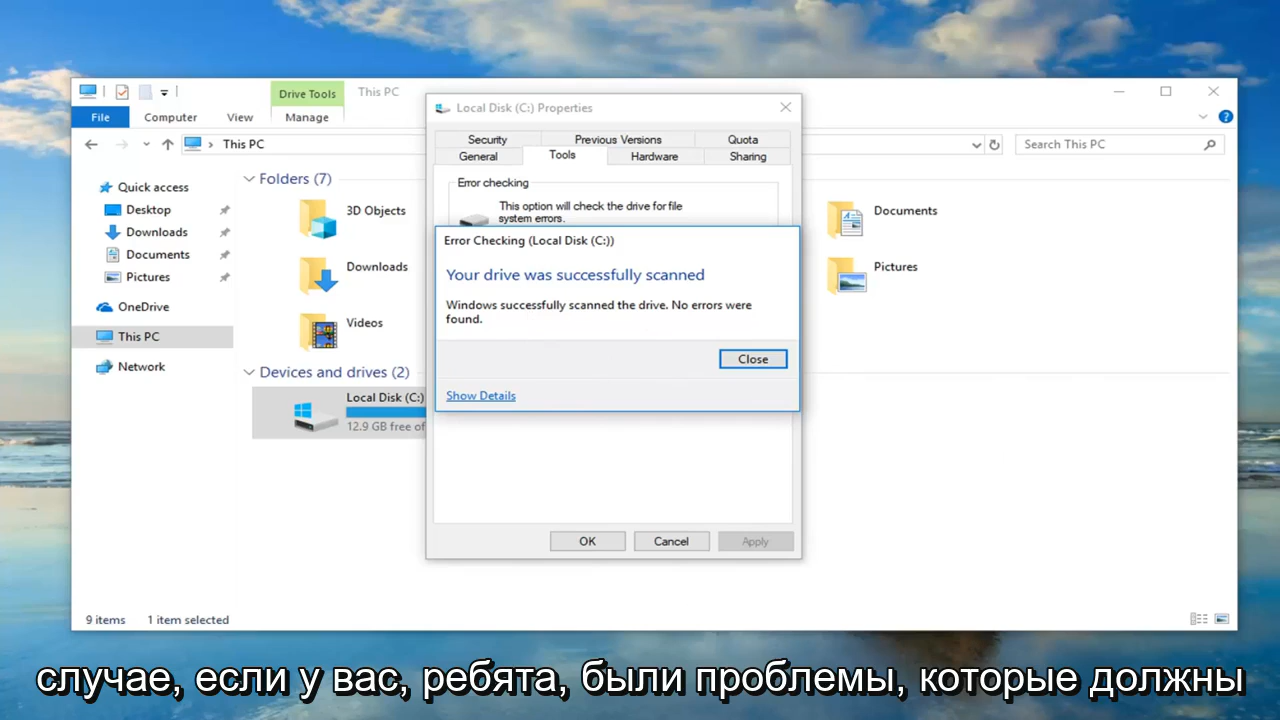 Drive Tools
This PC
File
Computer
View
Manage
This PC
Search This PC
Quick access
Desktop
Downloads
Documents
Pictures
OneDrive
This PC
Network
Folders (7)
3D Objects
Downloads
Videos
Documents
Pictures
Devices and drives (2)
Local Disk (C:)
12.9 GB free of
9 items
1 item selected
Local Disk (C:) Properties
Security
Previous Versions
Quota
General
Tools
Hardware
Sharing
Error checking
This option will check the drive for file
system errors.
Error Checking (Local Disk (C:))
Your drive was successfully scanned
Windows successfully scanned the drive. No errors were
found.
Close
Show Details
OK
Cancel
Apply
случае, если у вас, ребята, были проблемы, которые должны